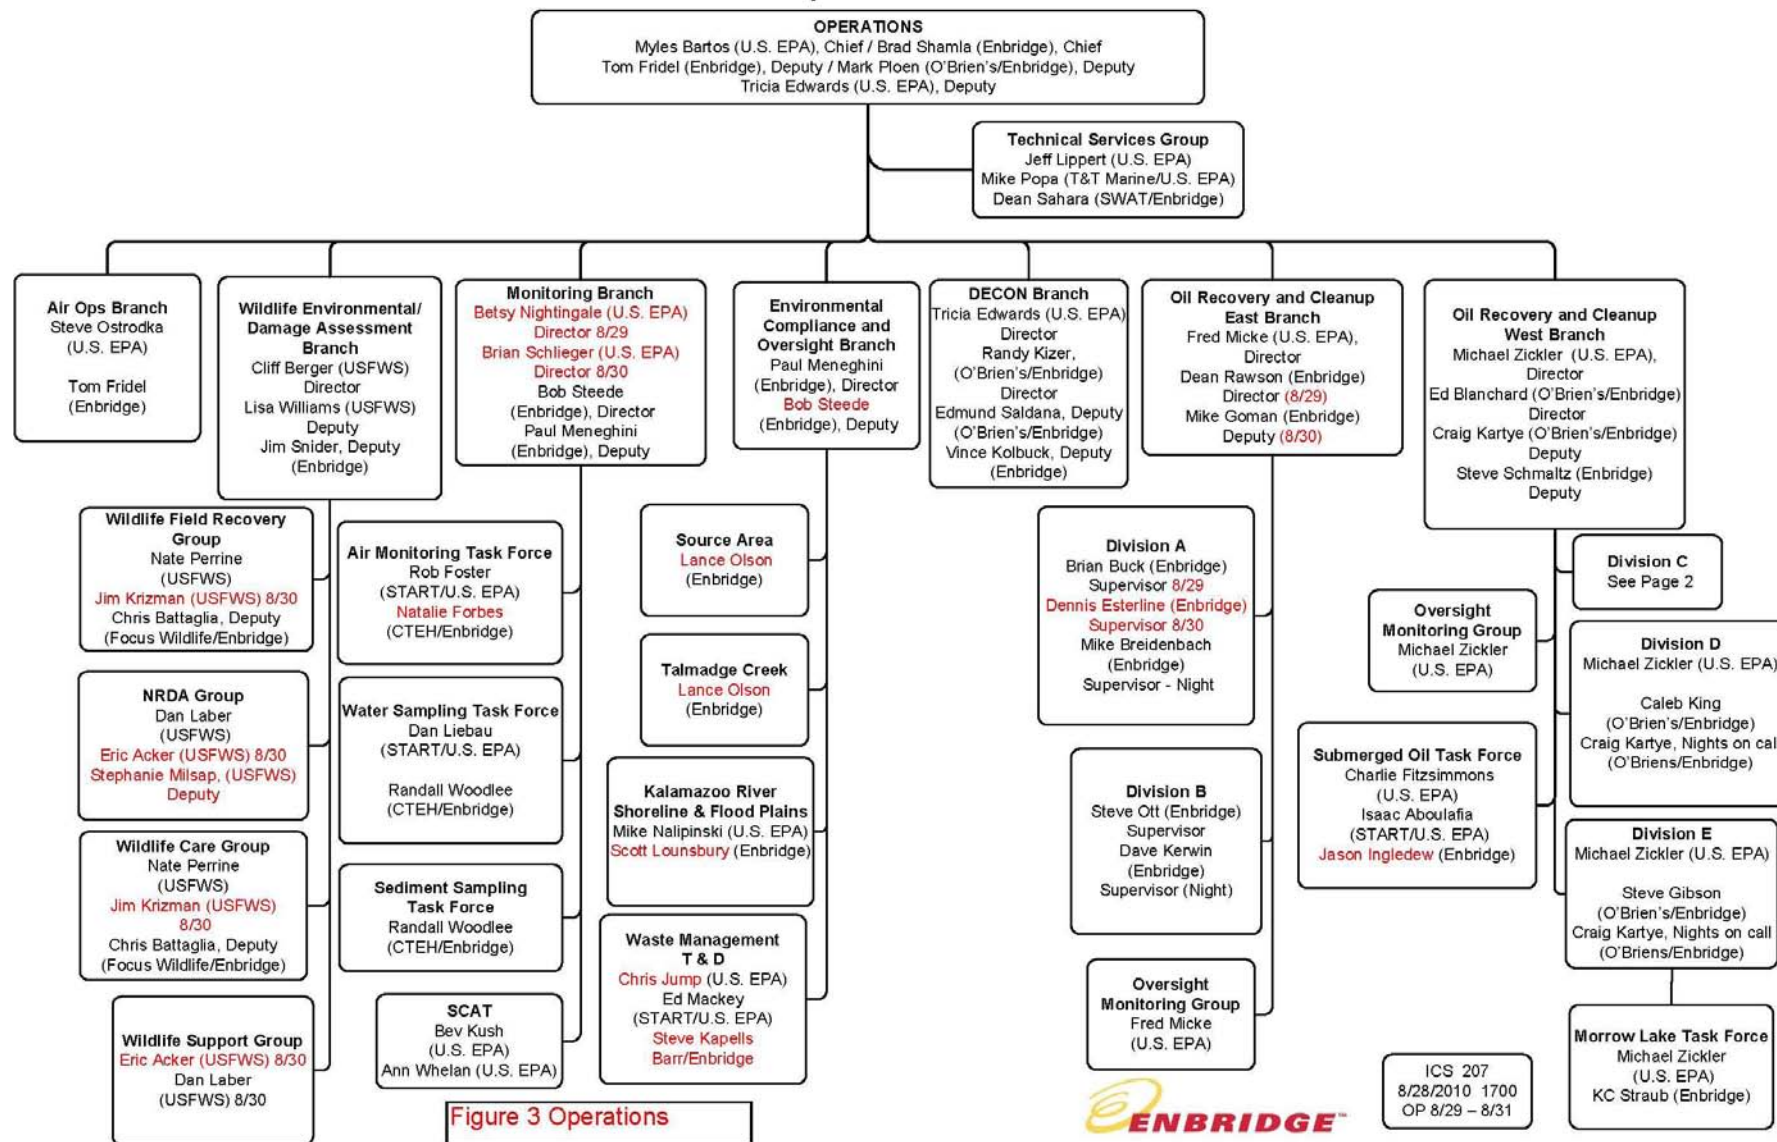 OPERATIONS
Myles Bartos (U.S. EPA), Chief / Brad Shamla (Enbridge), Chief
Tom Fridel (Enbridge), Deputy / Mark Ploen (O'Brien's/Enbridge), Deputy
Tricia Edwards (U.S. EPA), Deputy
Technical Services Group
Jeff Lippert (U.S. EPA)
Mike Popa (T&T Marine/U.S. EPA)
Dean Sahara (SWAT/Enbridge)
Air Ops Branch
Steve Ostrodka
(U.S. EPA)
Tom Fridel
(Enbridge)
Wildlife Environmental/
Damage Assessment
Branch
Cliff Berger (USFWS)
Director
Lisa Williams (USFWS)
Deputy
Jim Snider, Deputy
(Enbridge)
Monitoring Branch
Betsy Nightingale (U.S. EPA)
Director 8/29
Brian Schlieger (U.S. EPA)
Director 8/30
Bob Steede
(Enbridge), Director
Paul Meneghini
(Enbridge), Deputy
Environmental
Compliance and
Oversight Branch
Paul Meneghini
(Enbridge), Director
Bob Steede
(Enbridge), Deputy
DECON Branch
Tricia Edwards (U.S. EPA)
Director
Randy Kizer,
(O'Brien's/Enbridge)
Director
Edmund Saldana, Deputy
(O'Brien's/Enbridge)
Vince Kolbuck, Deputy
(Enbridge)
Oil Recovery and Cleanup
East Branch
Fred Micke (U.S. EPA),
Director
Dean Rawson (Enbridge)
Director (8/29)
Mike Goman (Enbridge)
Deputy (8/30)
Oil Recovery and Cleanup
West Branch
Michael Zickler (U.S. EPA),
Director
Ed Blanchard (O'Brien's/Enbridge)
Director
Craig Kartye (O'Brien's/Enbridge)
Deputy
Steve Schmaltz (Enbridge)
Deputy
Wildlife Field Recovery
Group
Nate Perrine
(USFWS)
Jim Krizman (USFWS) 8/30
Chris Battaglia, Deputy
(Focus Wildlife/Enbridge)
NRDA Group
Dan Laber
(USFWS)
Eric Acker (USFWS) 8/30
Stephanie Milsap, (USFWS)
Deputy
Wildlife Care Group
Nate Perrine
(USFWS)
Jim Krizman (USFWS)
8/30
Chris Battaglia, Deputy
(Focus Wildlife/Enbridge)
Wildlife Support Group
Eric Acker (USFWS) 8/30
Dan Laber
(USFWS) 8/30
Air Monitoring Task Force
Rob Foster
(START/U.S. EPA)
Natalie Forbes
(CTEH/Enbridge)
Water Sampling Task Force
Dan Liebau
(START/U.S. EPA)
Randall Woodlee
(CTEH/Enbridge)
Sediment Sampling
Task Force
Randall Woodlee
(CTEH/Enbridge)
SCAT
Bev Kush
(U.S. EPA)
Ann Whelan (U.S. EPA)
Source Area
Lance Olson
(Enbridge)
Talmadge Creek
Lance Olson
(Enbridge)
Kalamazoo River
Shoreline & Flood Plains
Mike Nalipinski (U.S. EPA)
Scott Lounsbury (Enbridge)
Waste Management
T & D
Chris Jump (U.S. EPA)
Ed Mackey
(START/U.S. EPA)
Steve Kapells
Barr/Enbridge
Division A
Brian Buck (Enbridge)
Supervisor 8/29
Dennis Esterline (Enbridge)
Supervisor 8/30
Mike Breidenbach
(Enbridge)
Supervisor - Night
Division B
Steve Ott (Enbridge)
Supervisor
Dave Kerwin
(Enbridge)
Supervisor (Night)
Oversight
Monitoring Group
Fred Micke
(U.S. EPA)
Division C
See Page 2
Oversight
Monitoring Group
Michael Zickler
(U.S. EPA)
Division D
Michael Zickler (U.S. EPA)
Caleb King
(O'Brien's/Enbridge)
Craig Kartye, Nights on call
(O'Briens/Enbridge)
Submerged Oil Task Force
Charlie Fitzsimmons
(U.S. EPA)
Isaac Aboulafia
(START/U.S. EPA)
Jason Ingledew (Enbridge)
Division E
Michael Zickler (U.S. EPA)
Steve Gibson
(O'Brien's/Enbridge)
Craig Kartye, Nights on call
(O'Briens/Enbridge)
Morrow Lake Task Force
Michael Zickler
(U.S. EPA)
KC Straub (Enbridge)
Figure 3 Operations
ENBRIDGE™
ICS 207
8/28/2010 1700
OP 8/29 – 8/31